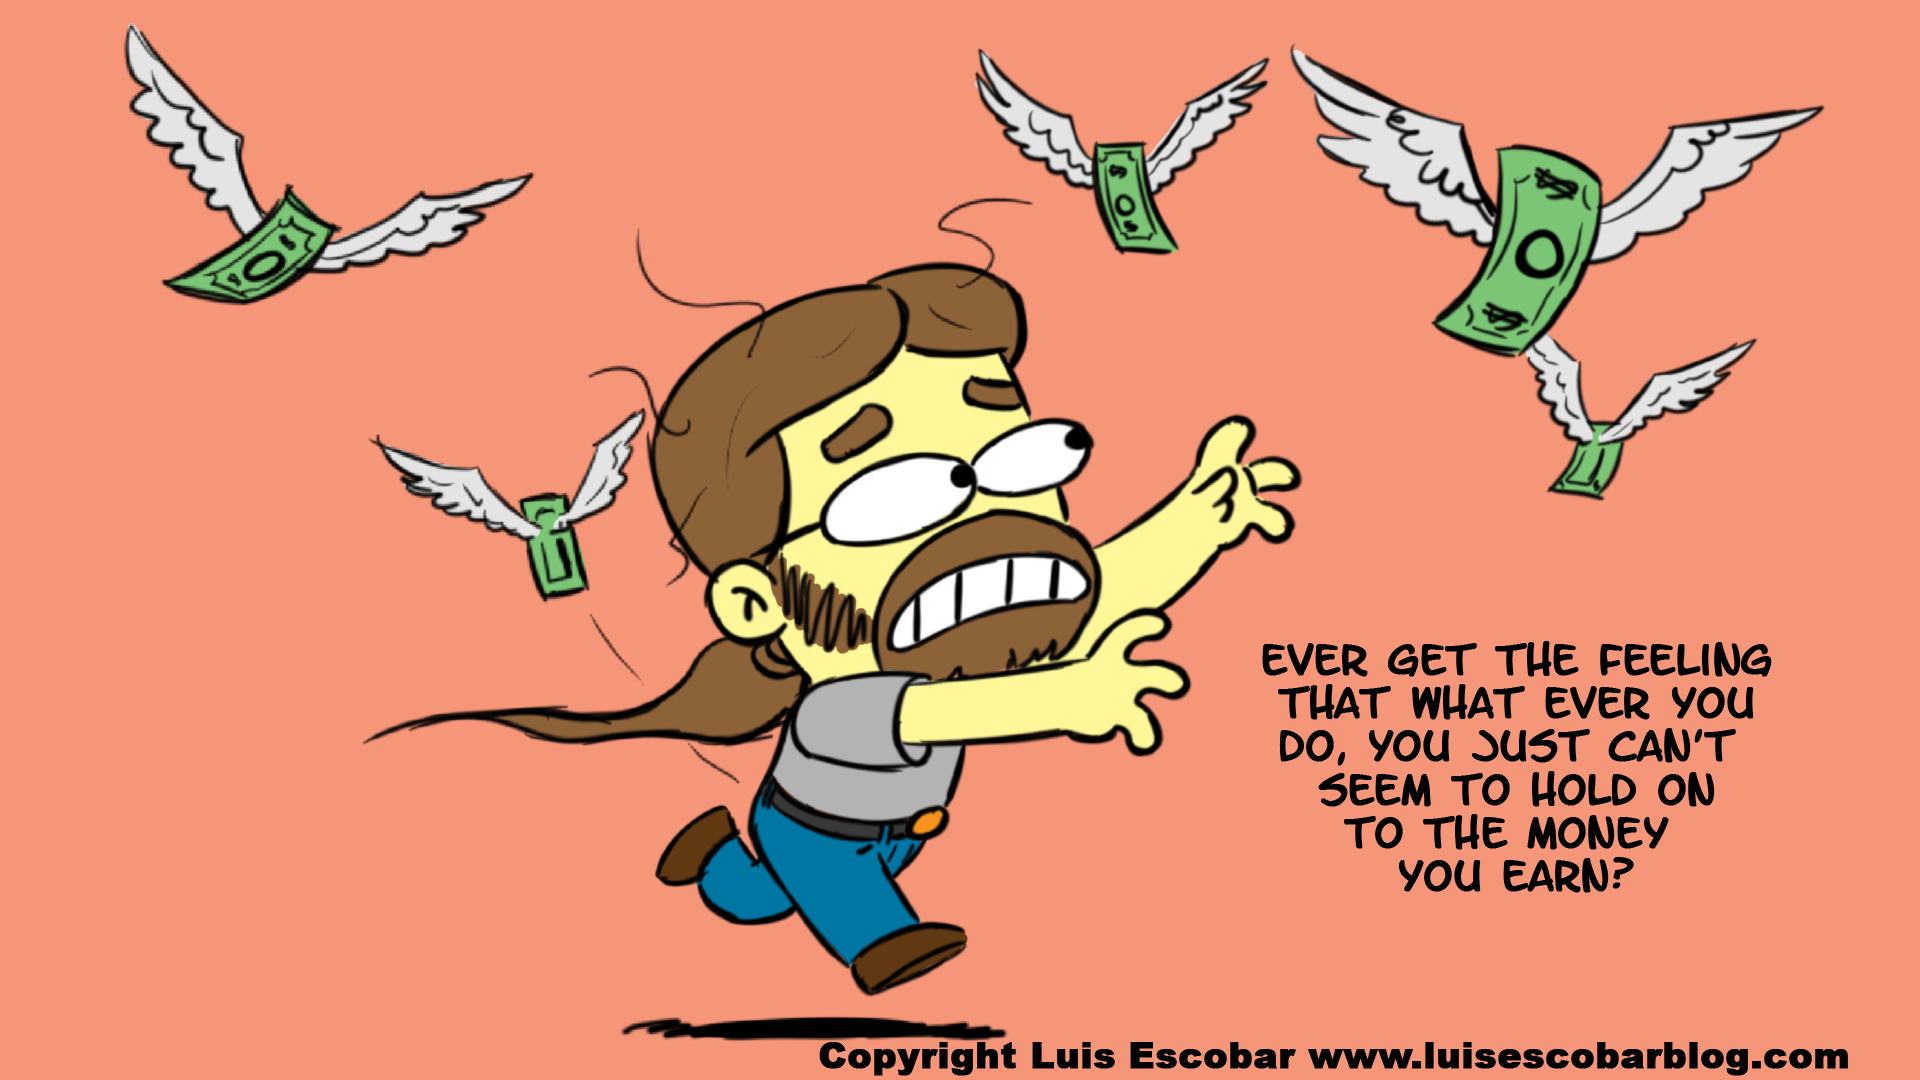 EVER GET THE FEELING
THAT WHAT EVER YOU
DO, YOU JUST CAN'T
SEEM TO HOLD ON
TO THE MONEY
YOU EARN?
Copyright Luis Escobar www.luisescobarblog.com